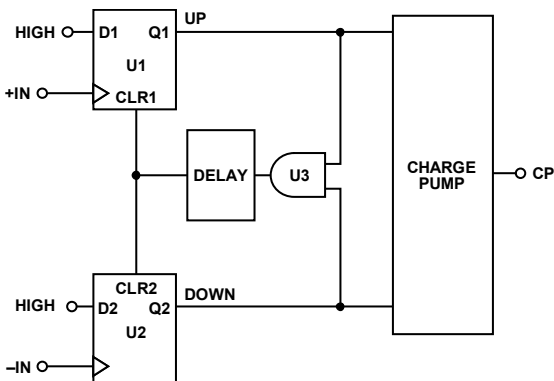 UP
HIGH
D1
Q1
U1
+IN
CLR1
DELAY
U3
CHARGE
PUMP
CP
CLR2
DOWN
HIGH
D2
Q2
U2
–IN